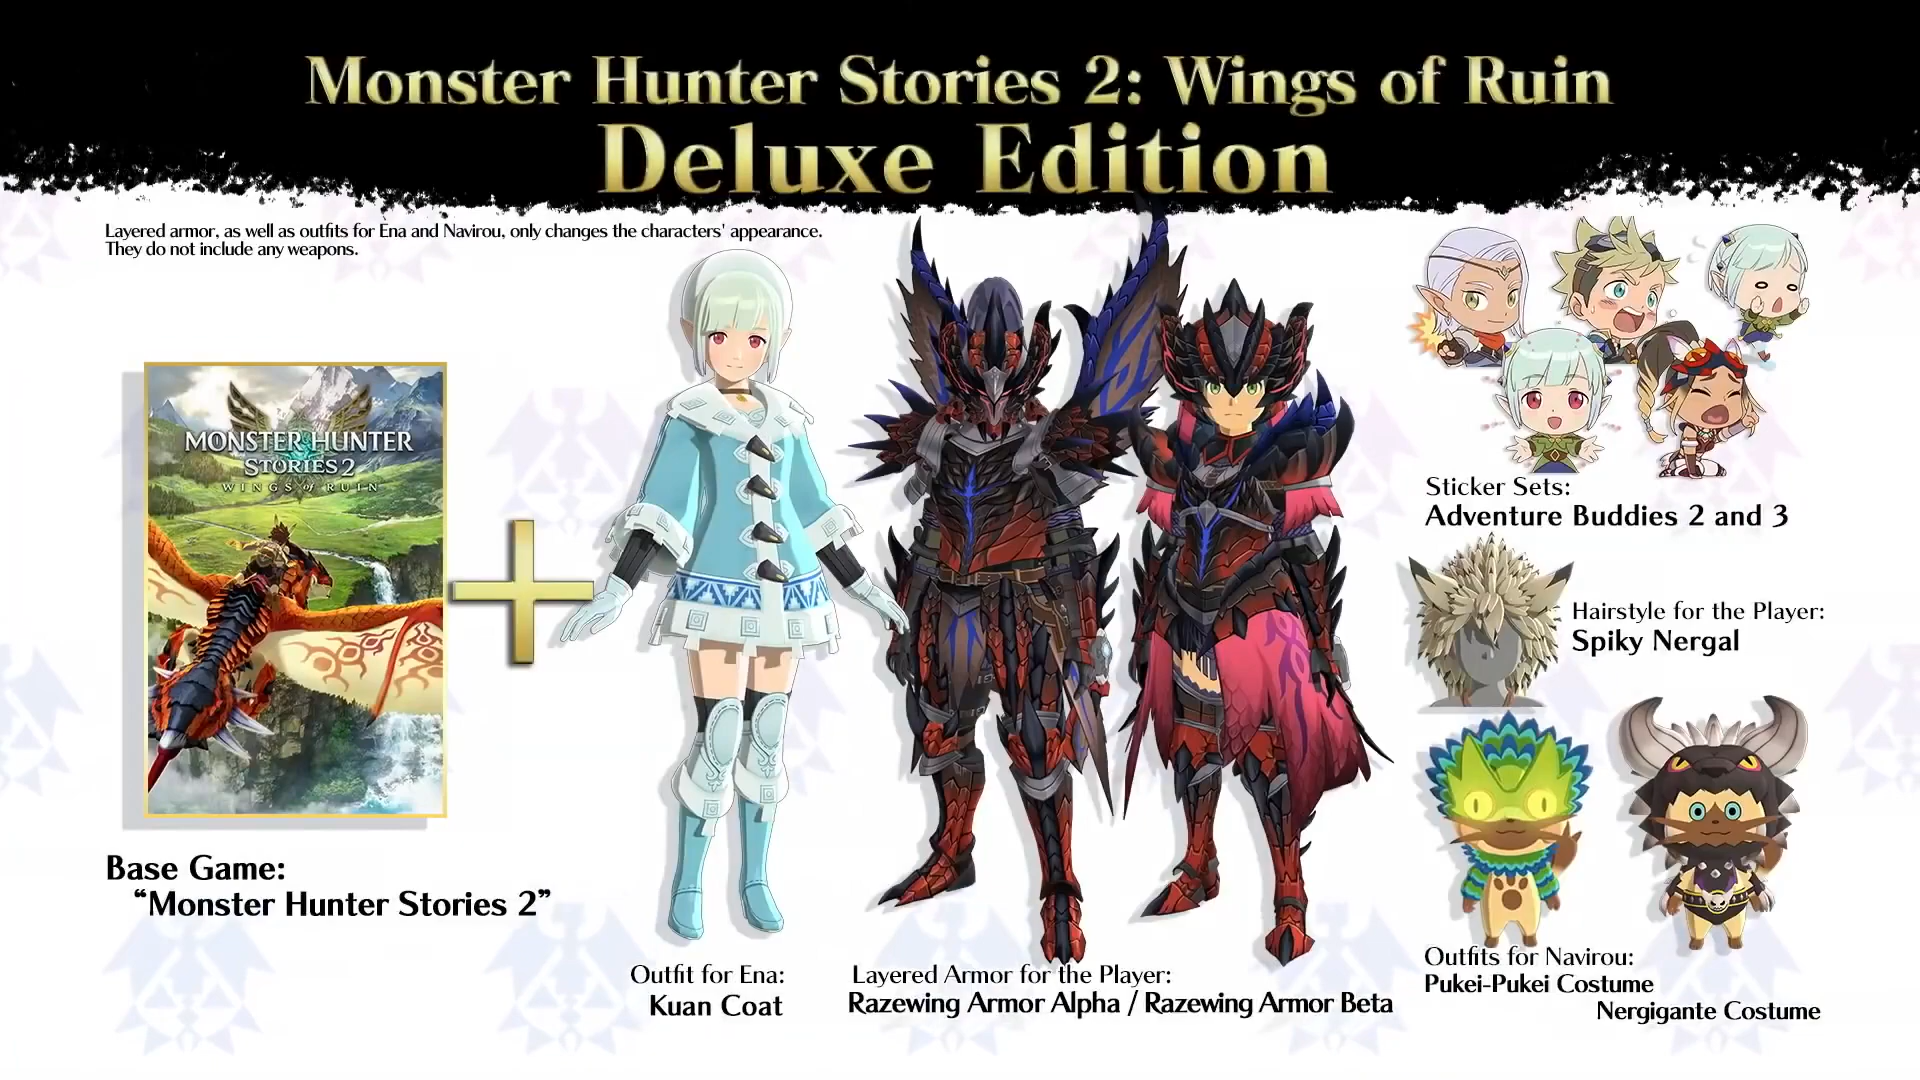 Monster Hunter Stories 2: Wings of Ruin
Deluxe Edition
Layered armor, as well as outfits for Ena and Navirou, only changes the characters' appearance.
They do not include any weapons.
MONSTER HUNTER
STORIES 2
WINGS of RUIN
Base Game:
“Monster Hunter Stories 2”
Outfit for Ena:
Kuan Coat
Layered Armor for the Player:
Razewing Armor Alpha / Razewing Armor Beta
Sticker Sets:
Adventure Buddies 2 and 3
Hairstyle for the Player:
Spiky Nergal
Outfits for Navirou:
Pukei-Pukei Costume
Nergigante Costume